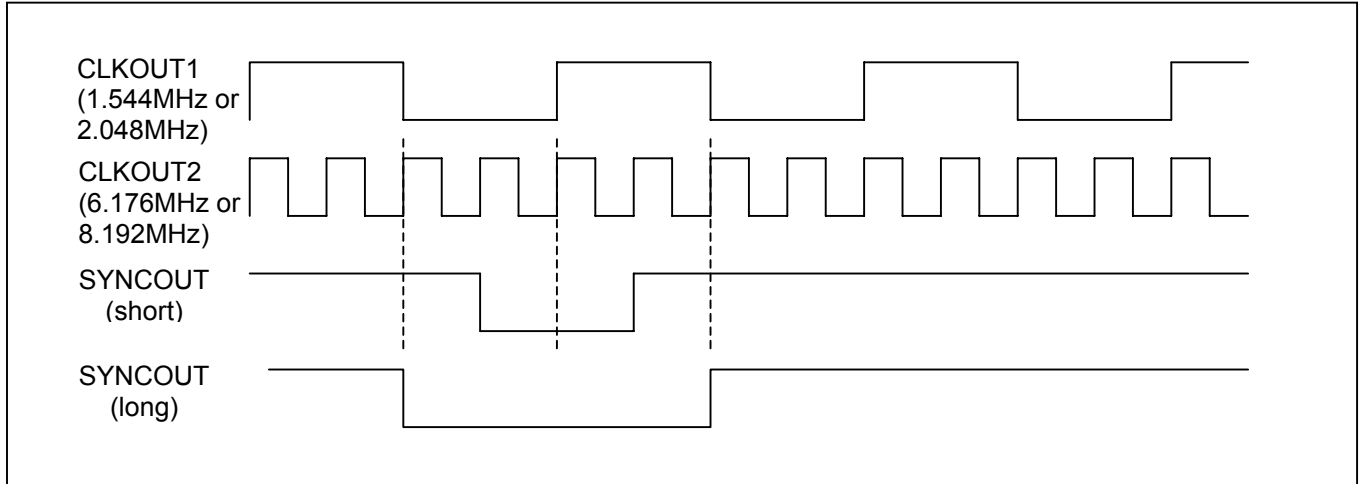 CLKOUT1
(1.544MHz or
2.048MHz)
CLKOUT2
(6.176MHz or
8.192MHz)
SYNCOUT
(short)
SYNCOUT
(long)